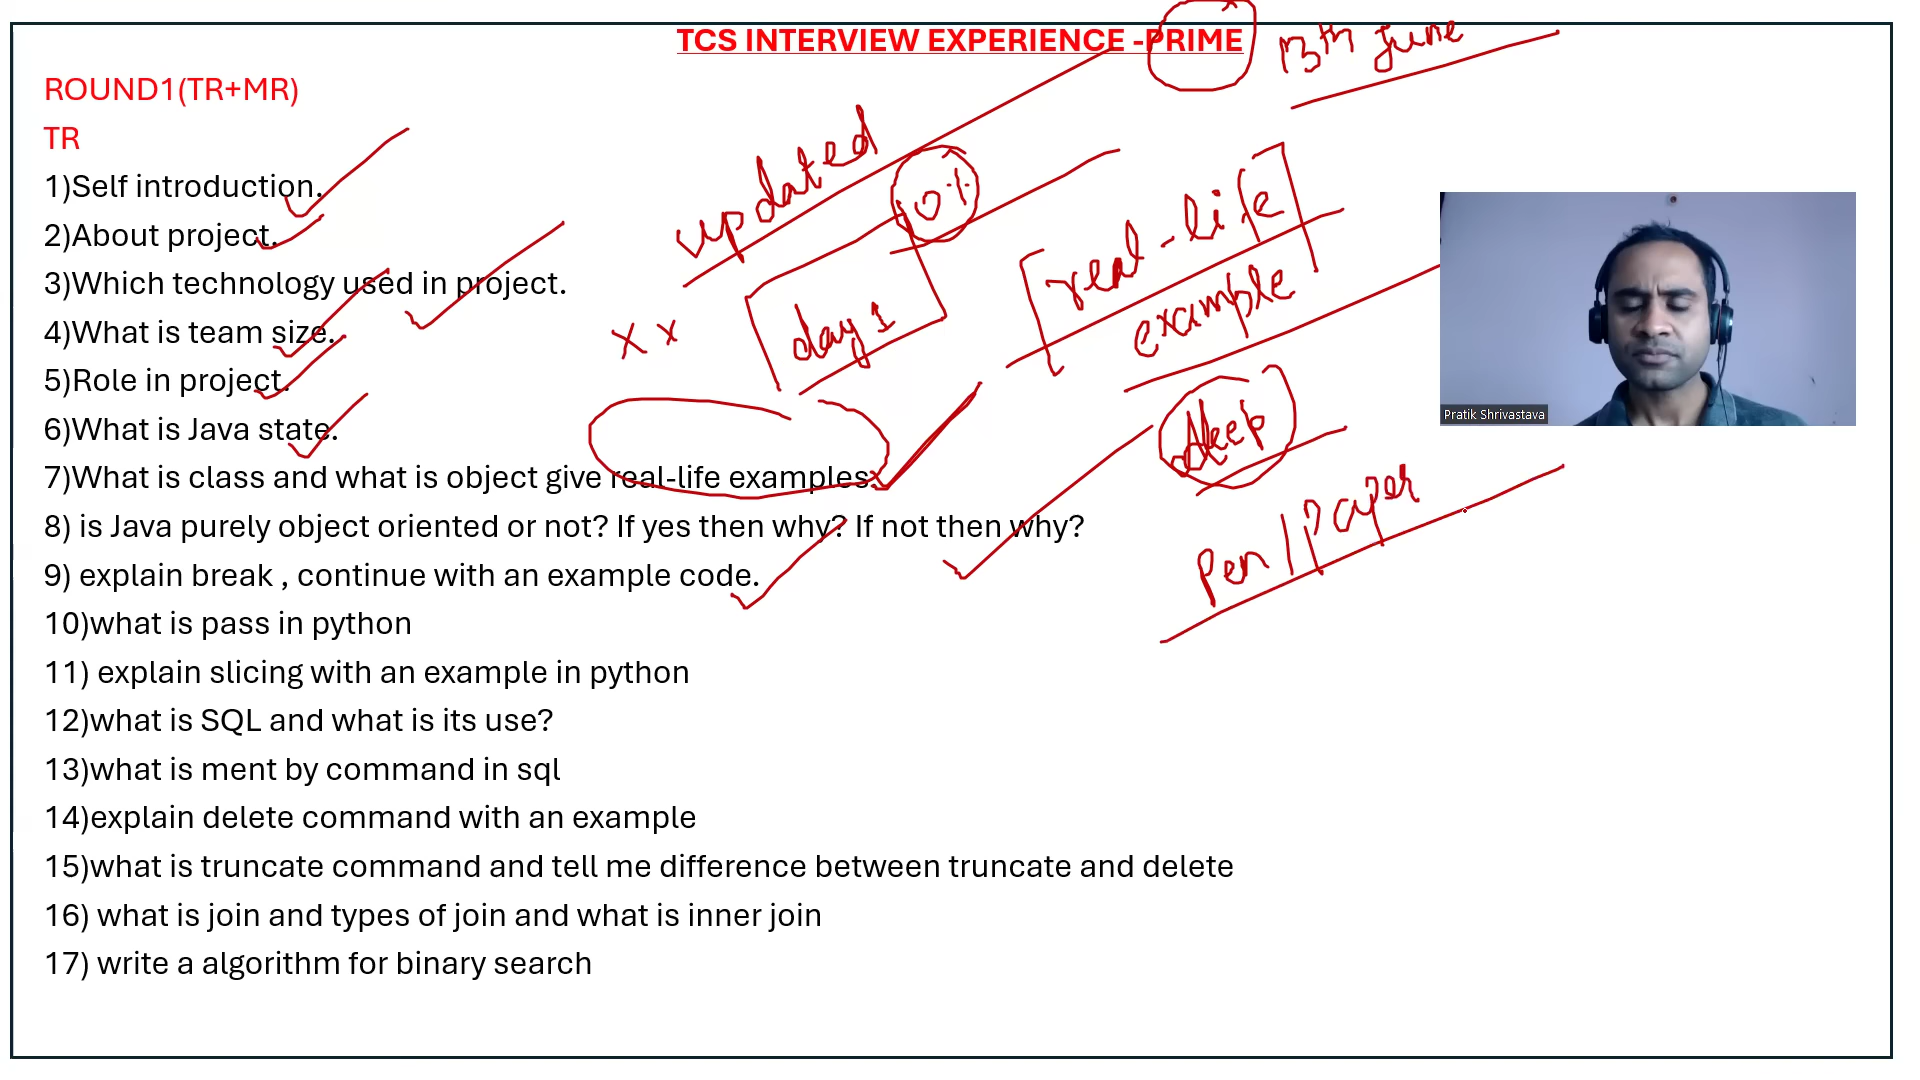 TCS INTERVIEW EXPERIENCE -PRIME
13th June
ROUND1(TR+MR)
TR
1)Self introduction.
2)About project.
3)Which technology used in project.
4)What is team size.
5)Role in project.
6)What is Java state.
7)What is class and what is object give real-life examples.
8) is Java purely object oriented or not? If yes then why? If not then why?
9) explain break , continue with an example code.
10)what is pass in python
11) explain slicing with an example in python
12)what is SQL and what is its use?
13)what is ment by command in sql
14)explain delete command with an example
15)what is truncate command and tell me difference between truncate and delete
16) what is join and types of join and what is inner join
17) write a algorithm for binary search
updated
day 1
real-life
example
deep
Pen/Paper
Pratik Shrivastava